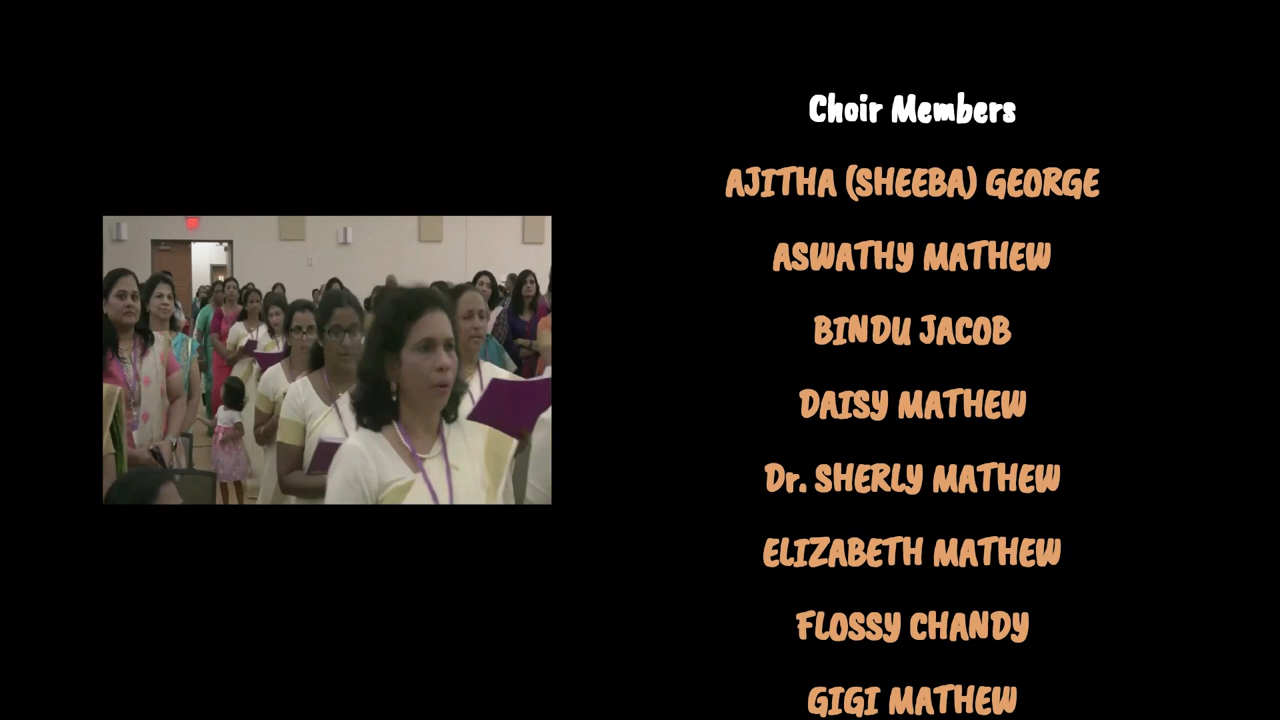 Choir Members
AJITHA (SHEEBA) GEORGE
ASWATHY MATHEW
BINDU JACOB
DAISY MATHEW
Dr. SHERLY MATHEW
ELIZABETH MATHEW
FLOSSY CHANDY
GIGI MATHEW